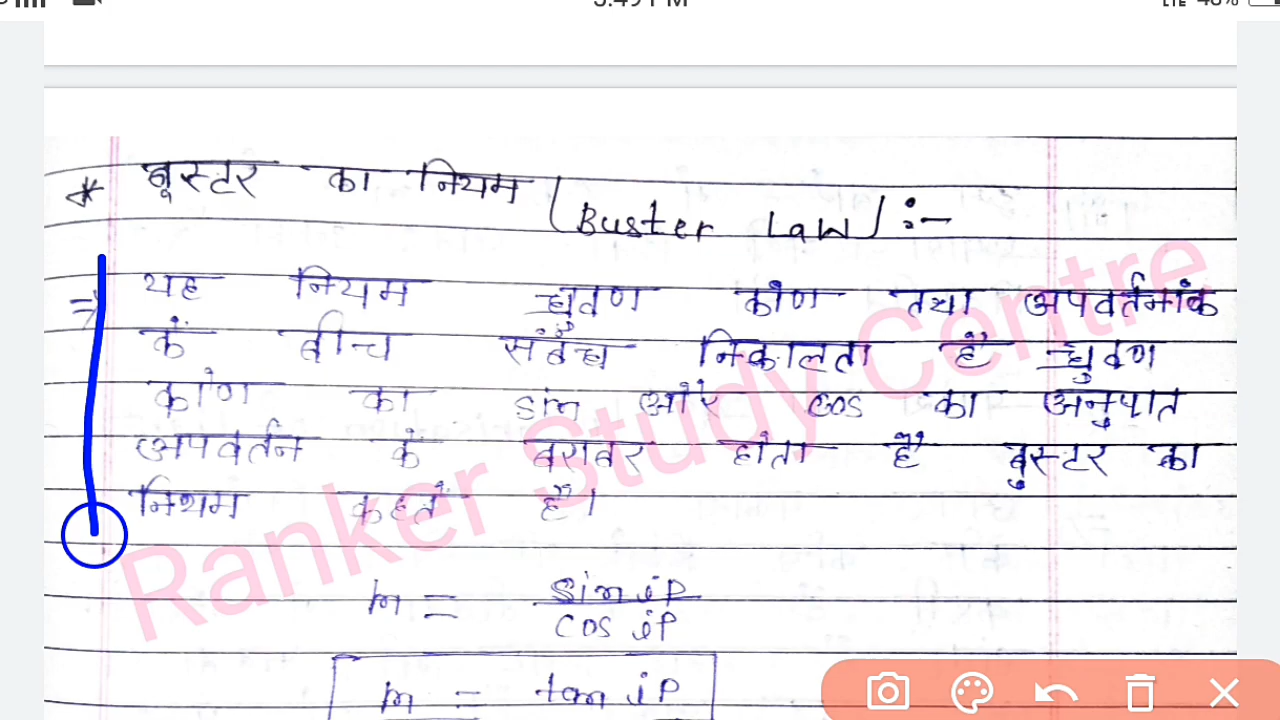 * बूस्टर का नियम (Buster Law) :-
=> यह नियम ध्रुवण कोण तथा अपवर्तनांक
के बीच संबंध निकालता है ध्रुवण
कोण का sin और cos का अनुपात
अपवर्तन के बराबर होता है बुस्टर का
नियम कहते हैं।
n = sin ip
cos ip
n = tan ip
Ranker Study Centre